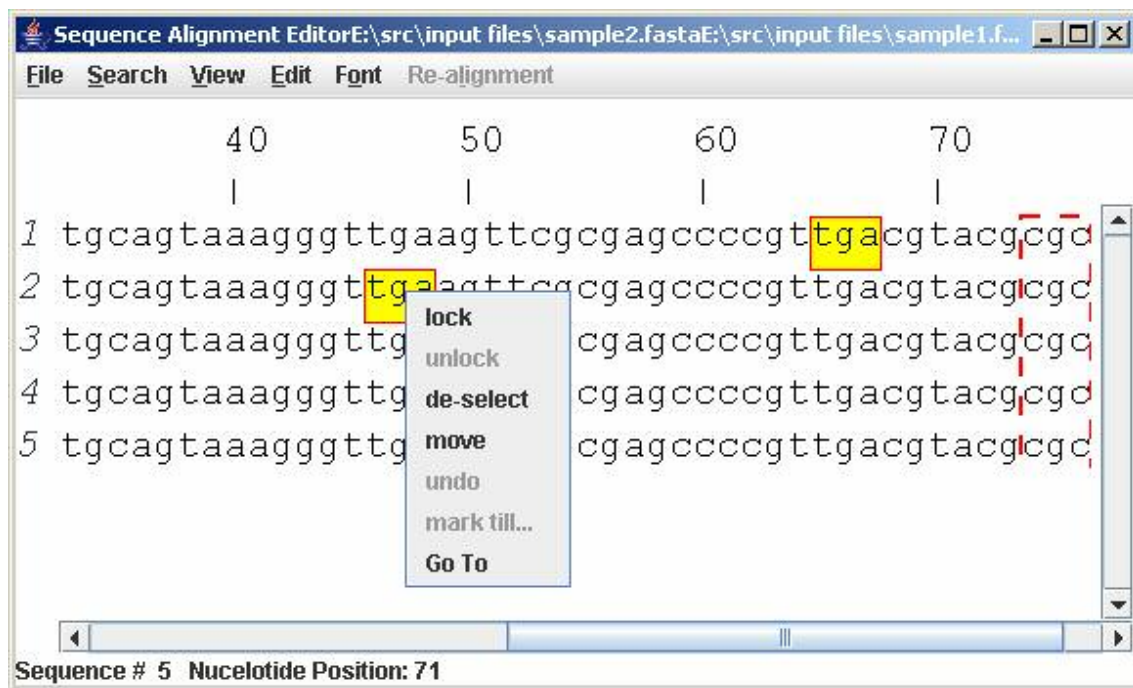 Sequence Alignment EditorE:\src\input files\sample2.fastaE:\src\input files\sample1.f...
File Search View Edit Font Re-alignment
40 50 60 70
1 tgcagtaaagggttgaagttcgcgagccccgttgacgtacgcgc
2 tgcagtaaagggttgaagttcgcgagccccgttgacgtacgcgc
3 tgcagtaaagggttg cgagccccgttgacgtacgcgc
4 tgcagtaaagggttg cgagccccgttgacgtacgcgc
5 tgcagtaaagggttg cgagccccgttgacgtacgcgc
lock
unlock
de-select
move
undo
mark till...
Go To
Sequence # 5 Nucelotide Position: 71